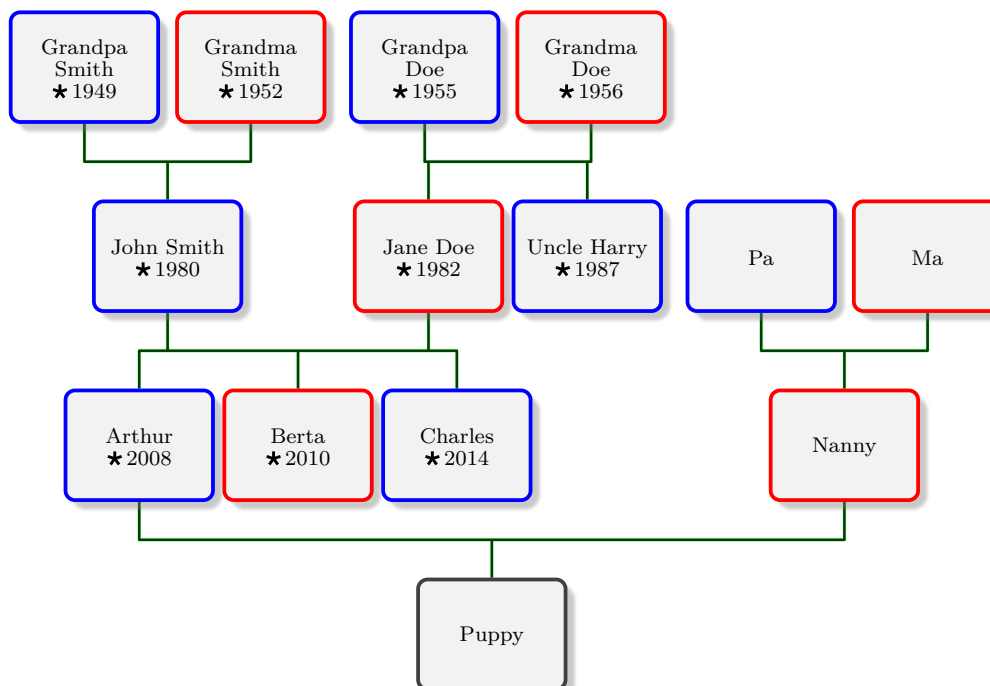 Grandpa
Smith
★1949
Grandma
Smith
★1952
Grandpa
Doe
★1955
Grandma
Doe
★1956
John Smith
★1980
Jane Doe
★1982
Uncle Harry
★1987
Pa
Ma
Arthur
★2008
Berta
★2010
Charles
★2014
Nanny
Puppy